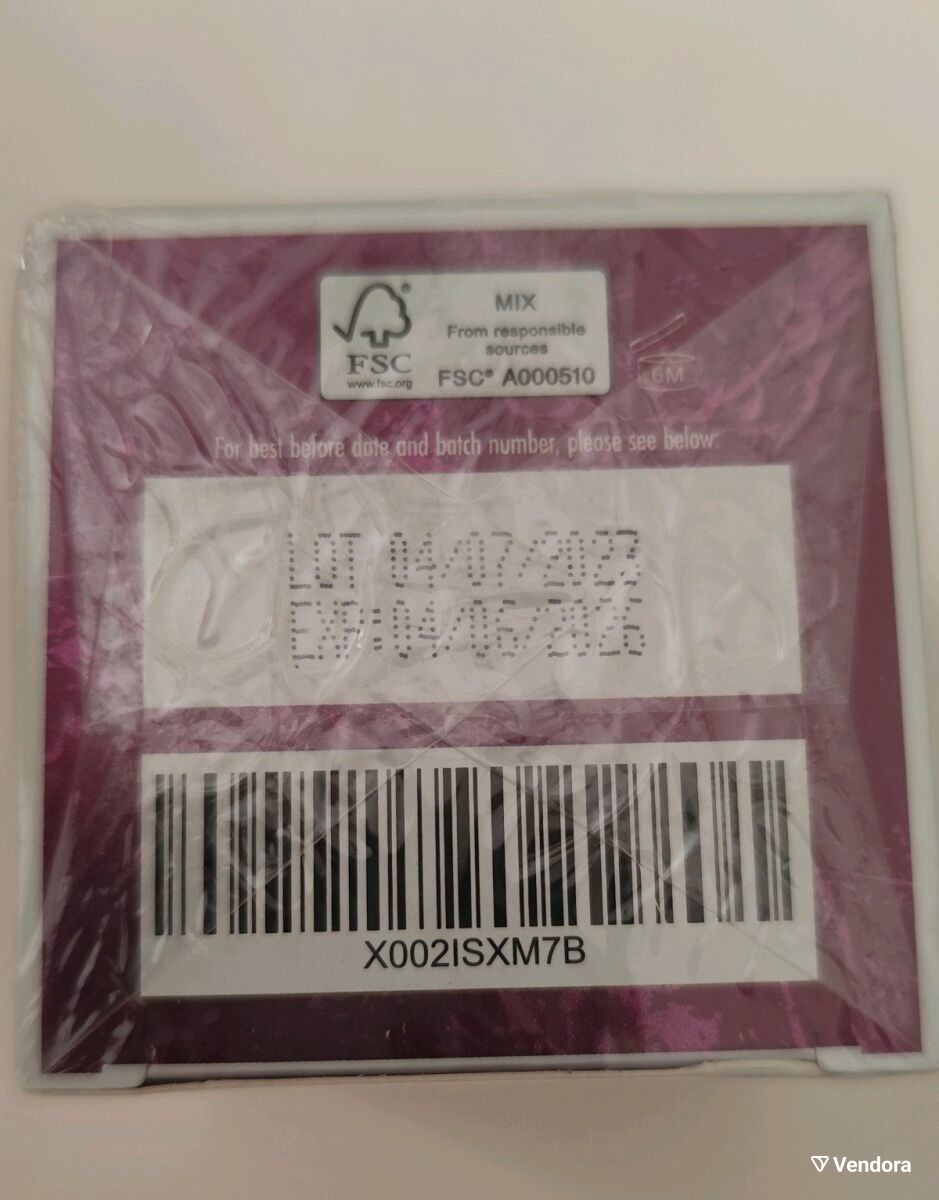 FSC®
www.fsc.org
MIX
From responsible
sources
FSC® A000510
6M
For best before date and batch number, please see below:
LOT 04/07/2023
EXP:04/06/2026
X002ISXM7B
Vendora